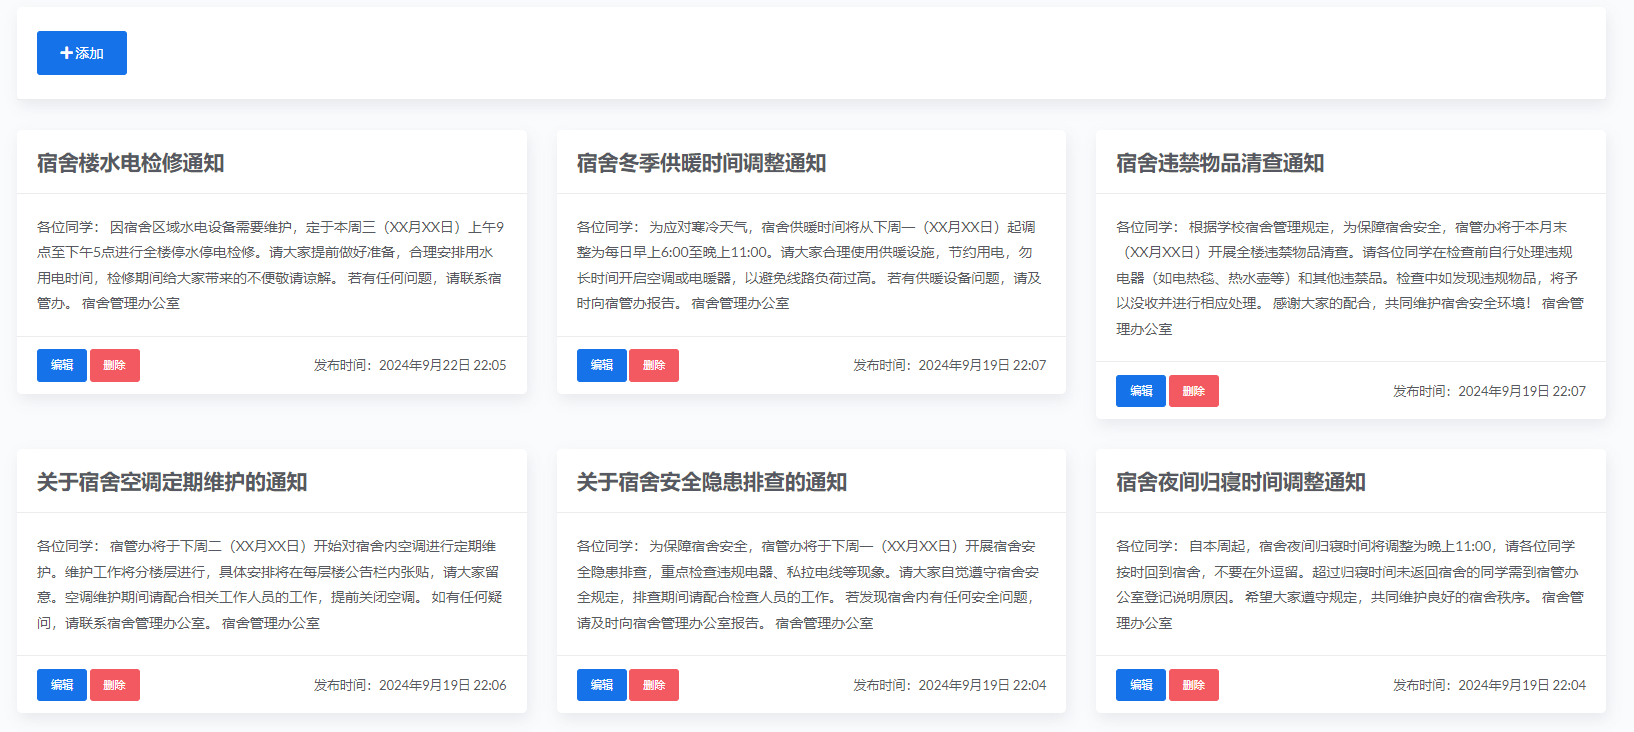 添加
宿舍楼水电检修通知
各位同学： 因宿舍区域水电设备需要维护，定于本周三（XX月XX日）上午9
点至下午5点进行全楼停水停电检修。请大家提前做好准备，合理安排用水
用电时间，检修期间给大家带来的不便敬请谅解。 若有任何问题，请联系宿
管办。 宿舍管理办公室
编辑 删除 发布时间：2024年9月22日 22:05
宿舍冬季供暖时间调整通知
各位同学： 为应对寒冷天气，宿舍供暖时间将从下周一（XX月XX日）起调
整为每日早上6:00至晚上11:00。请大家合理使用供暖设施，节约用电，勿
长时间开启空调或电暖器，以避免线路负荷过高。 若有供暖设备问题，请及
时向宿管办报告。 宿舍管理办公室
编辑 删除 发布时间：2024年9月19日 22:07
宿舍违禁物品清查通知
各位同学： 根据学校宿舍管理规定，为保障宿舍安全，宿管办将于本月末
（XX月XX日）开展全楼违禁物品清查。请各位同学在检查前自行处理违规
电器（如电热毯、热水壶等）和其他违禁品。检查中如发现违规物品，将予
以没收并进行相应处理。 感谢大家的配合，共同维护宿舍安全环境！ 宿舍管
理办公室
编辑 删除 发布时间：2024年9月19日 22:07
关于宿舍空调定期维护的通知
各位同学： 宿管办将于下周二（XX月XX日）开始对宿舍内空调进行定期维
护。维护工作将分楼层进行，具体安排将在每层楼公告栏内张贴，请大家留
意。空调维护期间请配合相关工作人员的工作，提前关闭空调。 如有任何疑
问，请联系宿舍管理办公室。 宿舍管理办公室
编辑 删除 发布时间：2024年9月19日 22:06
关于宿舍安全隐患排查的通知
各位同学： 为保障宿舍安全，宿管办将于下周一（XX月XX日）开展宿舍安
全隐患排查，重点检查违规电器、私拉电线等现象。请大家自觉遵守宿舍安
全规定，排查期间请配合检查人员的工作。 若发现宿舍内有任何安全问题，
请及时向宿舍管理办公室报告。 宿舍管理办公室
编辑 删除 发布时间：2024年9月19日 22:04
宿舍夜间归寝时间调整通知
各位同学： 自本周起，宿舍夜间归寝时间将调整为晚上11:00，请各位同学
按时回到宿舍，不要在外逗留。超过归寝时间未返回宿舍的同学需到宿管办
公室登记说明原因。 希望大家遵守规定，共同维护良好的宿舍秩序。 宿舍管
理办公室
编辑 删除 发布时间：2024年9月19日 22:04